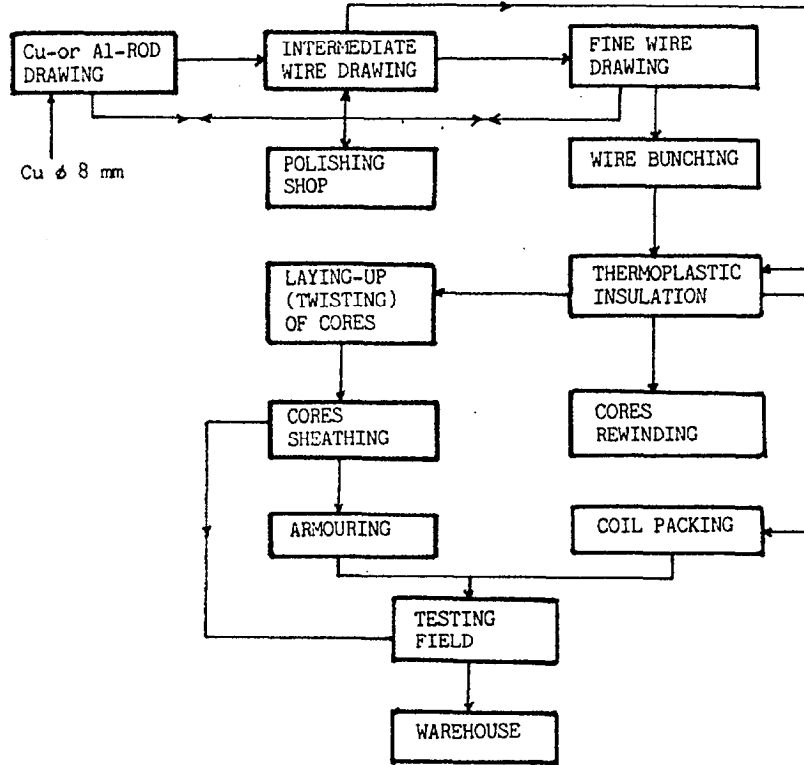 Cu-or Al-ROD
DRAWING
INTERMEDIATE
WIRE DRAWING
FINE WIRE
DRAWING
Cu ø 8 mm
POLISHING
SHOP
WIRE BUNCHING
LAYING-UP
(TWISTING)
OF CORES
THERMOPLASTIC
INSULATION
CORES
SHEATHING
CORES
REWINDING
ARMOURING
COIL PACKING
TESTING
FIELD
WAREHOUSE